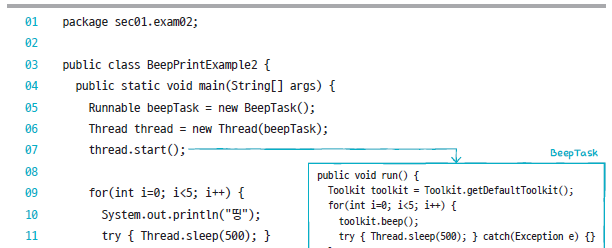 01 package sec01.exam02;
02
03 public class BeepPrintExample2 {
04 public static void main(String[] args) {
05 Runnable beepTask = new BeepTask();
06 Thread thread = new Thread(beepTask);
07 thread.start();
08
09 for(int i=0; i<5; i++) {
10 System.out.println("띵");
11 try { Thread.sleep(500); }
BeepTask
public void run() {
Toolkit toolkit = Toolkit.getDefaultToolkit();
for(int i=0; i<5; i++) {
toolkit.beep();
try { Thread.sleep(500); } catch(Exception e) {}